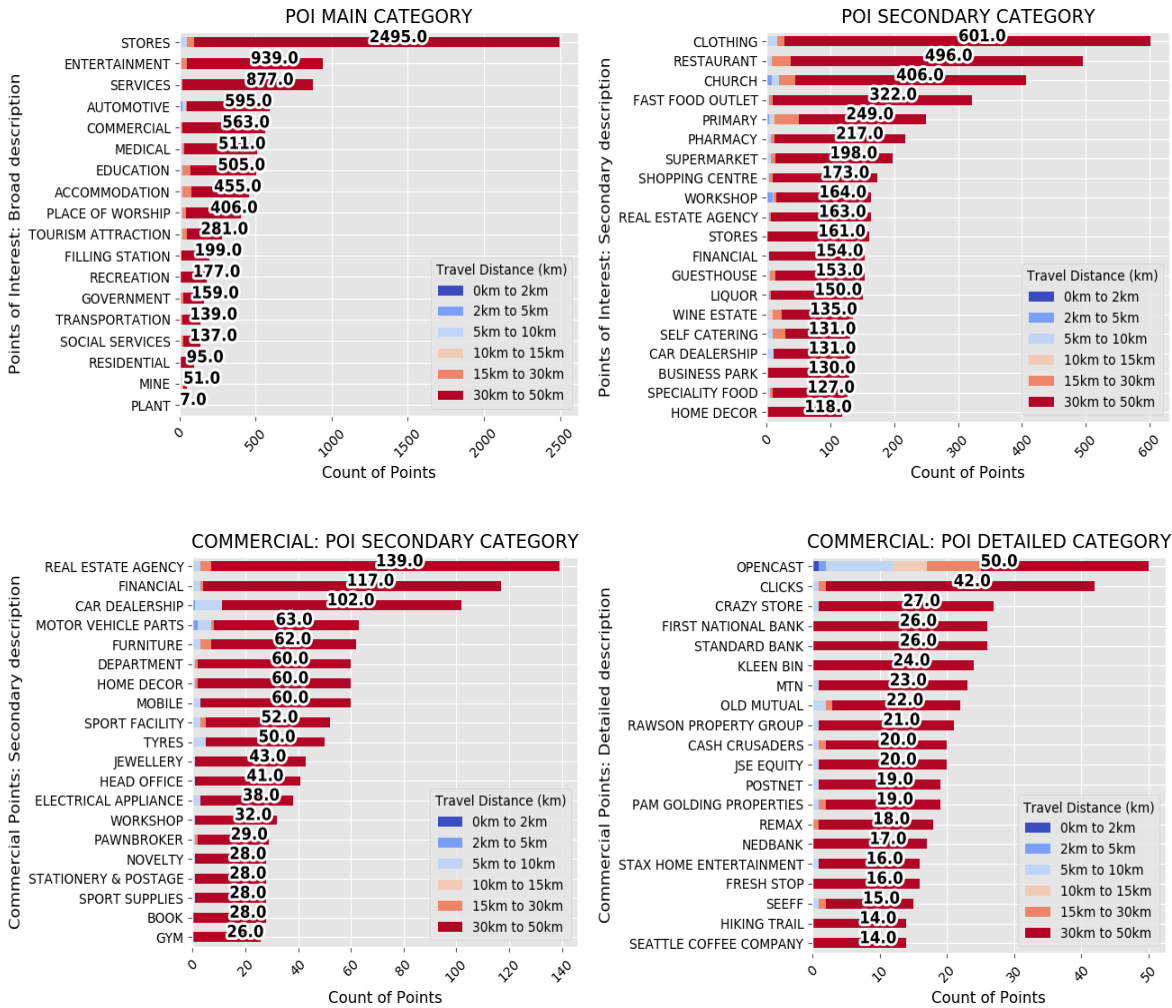 POI MAIN CATEGORY
Points of Interest: Broad description
STORES 2495.0
ENTERTAINMENT 939.0
SERVICES 877.0
AUTOMOTIVE 595.0
COMMERCIAL 563.0
MEDICAL 511.0
EDUCATION 505.0
ACCOMMODATION 455.0
PLACE OF WORSHIP 406.0
TOURISM ATTRACTION 281.0
FILLING STATION 199.0
RECREATION 177.0
GOVERNMENT 159.0
TRANSPORTATION 139.0
SOCIAL SERVICES 137.0
RESIDENTIAL 95.0
MINE 51.0
PLANT 7.0
Travel Distance (km)
0km to 2km
2km to 5km
5km to 10km
10km to 15km
15km to 30km
30km to 50km
0 500 1000 1500 2000 2500
Count of Points
POI SECONDARY CATEGORY
Points of Interest: Secondary description
CLOTHING 601.0
RESTAURANT 496.0
CHURCH 406.0
FAST FOOD OUTLET 322.0
PRIMARY 249.0
PHARMACY 217.0
SUPERMARKET 198.0
SHOPPING CENTRE 173.0
WORKSHOP 164.0
REAL ESTATE AGENCY 163.0
STORES 161.0
FINANCIAL 154.0
GUESTHOUSE 153.0
LIQUOR 150.0
WINE ESTATE 135.0
SELF CATERING 131.0
CAR DEALERSHIP 131.0
BUSINESS PARK 130.0
SPECIALITY FOOD 127.0
HOME DECOR 118.0
Travel Distance (km)
0km to 2km
2km to 5km
5km to 10km
10km to 15km
15km to 30km
30km to 50km
0 100 200 300 400 500 600
Count of Points
COMMERCIAL: POI SECONDARY CATEGORY
Commercial Points: Secondary description
REAL ESTATE AGENCY 139.0
FINANCIAL 117.0
CAR DEALERSHIP 102.0
MOTOR VEHICLE PARTS 63.0
FURNITURE 62.0
DEPARTMENT 60.0
HOME DECOR 60.0
MOBILE 60.0
SPORT FACILITY 52.0
TYRES 50.0
JEWELLERY 43.0
HEAD OFFICE 41.0
ELECTRICAL APPLIANCE 38.0
WORKSHOP 32.0
PAWNBROKER 29.0
NOVELTY 28.0
STATIONERY & POSTAGE 28.0
SPORT SUPPLIES 28.0
BOOK 28.0
GYM 26.0
Travel Distance (km)
0km to 2km
2km to 5km
5km to 10km
10km to 15km
15km to 30km
30km to 50km
0 20 40 60 80 100 120 140
Count of Points
COMMERCIAL: POI DETAILED CATEGORY
Commercial Points: Detailed description
OPENCAST 50.0
CLICKS 42.0
CRAZY STORE 27.0
FIRST NATIONAL BANK 26.0
STANDARD BANK 26.0
KLEEN BIN 24.0
MTN 23.0
OLD MUTUAL 22.0
RAWSON PROPERTY GROUP 21.0
CASH CRUSADERS 20.0
JSE EQUITY 20.0
POSTNET 19.0
PAM GOLDING PROPERTIES 19.0
REMAX 18.0
NEDBANK 17.0
STAX HOME ENTERTAINMENT 16.0
FRESH STOP 16.0
SEEFF 15.0
HIKING TRAIL 14.0
SEATTLE COFFEE COMPANY 14.0
Travel Distance (km)
0km to 2km
2km to 5km
5km to 10km
10km to 15km
15km to 30km
30km to 50km
0 10 20 30 40 50
Count of Points